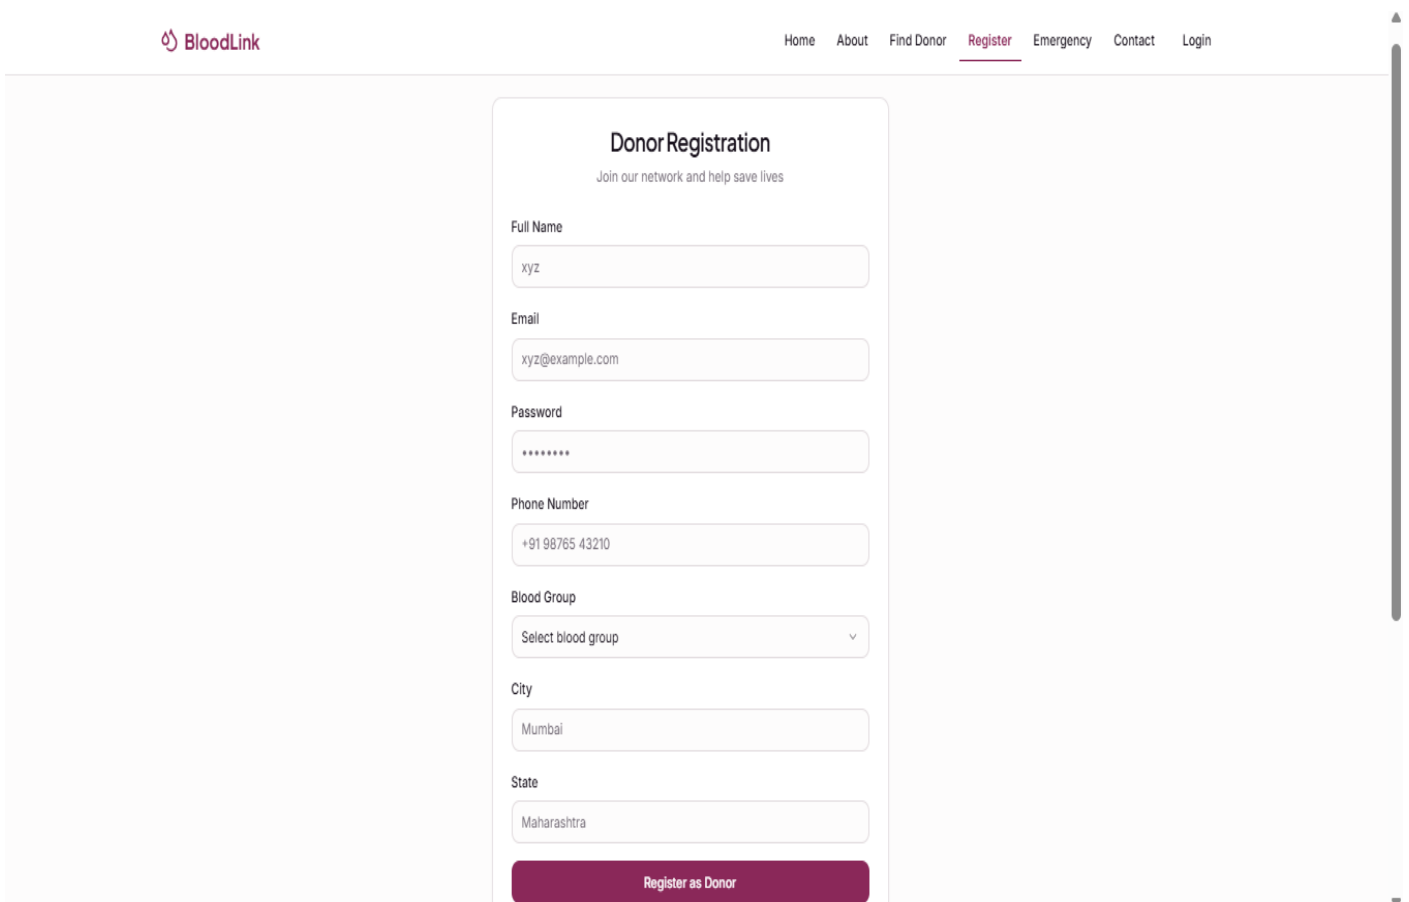 BloodLink
Home About Find Donor Register Emergency Contact Login
Donor Registration
Join our network and help save lives
Full Name
xyz
Email
xyz@example.com
Password
••••••••
Phone Number
+91 98765 43210
Blood Group
Select blood group
City
Mumbai
State
Maharashtra
Register as Donor